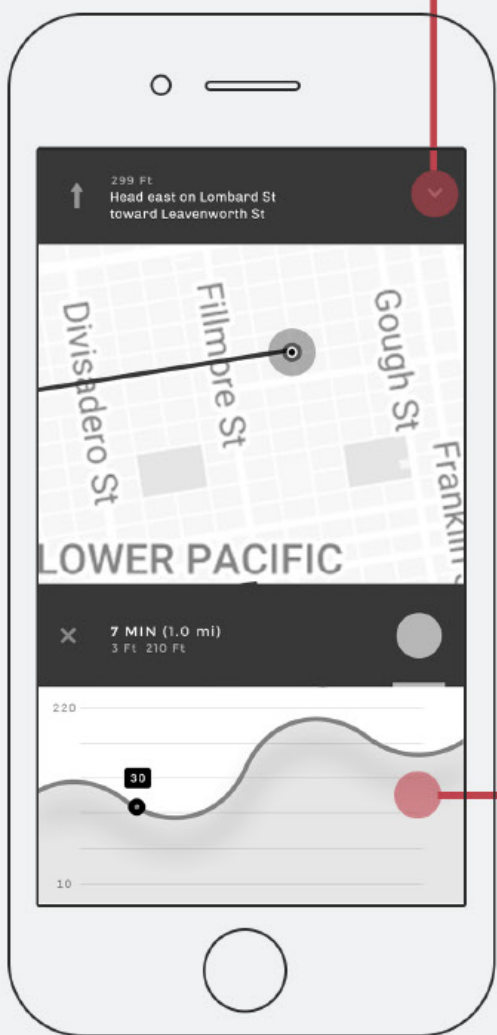 299 Ft
Head east on Lombard St
toward Leavenworth St
Divisadero St
Fillmore St
Gough St
Franklin S
LOWER PACIFIC
7 MIN (1.0 mi)
3 Ft 210 Ft
220
30
10